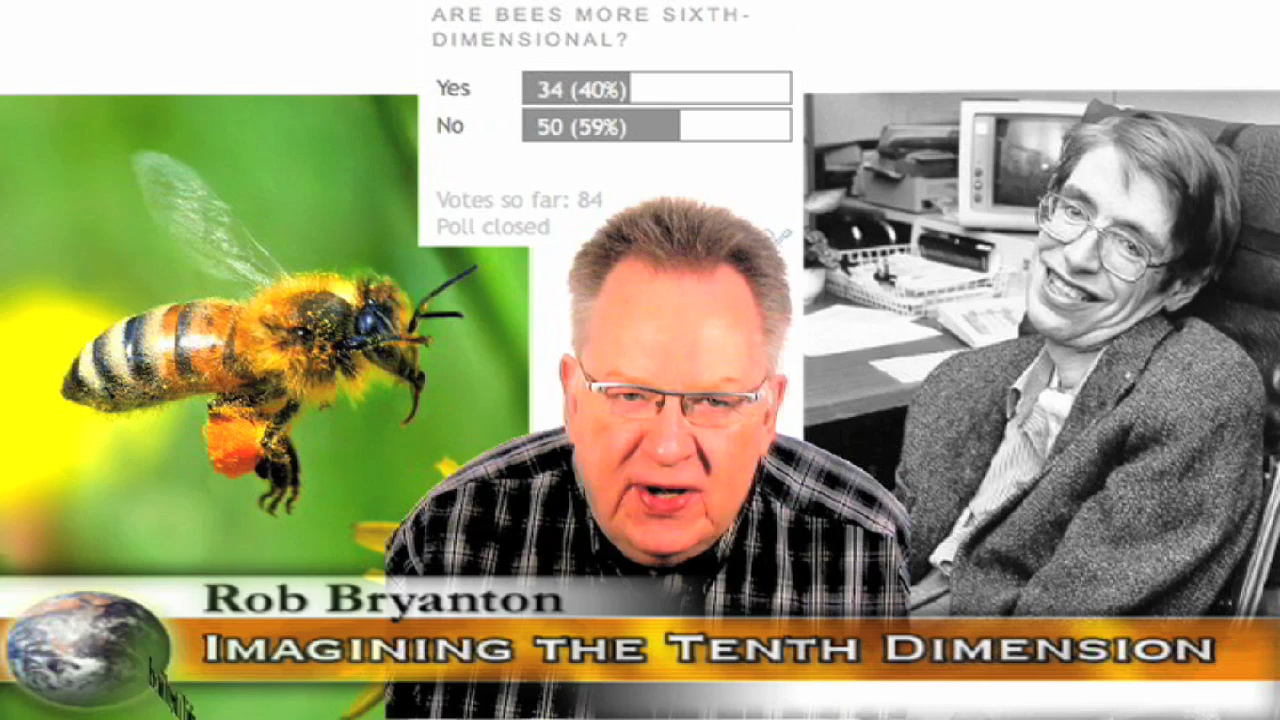 ARE BEES MORE SIXTH-
DIMENSIONAL?
Yes 34 (40%)
No 50 (59%)
Votes so far: 84
Poll closed
Rob Bryanton
IMAGINING THE TENTH DIMENSION